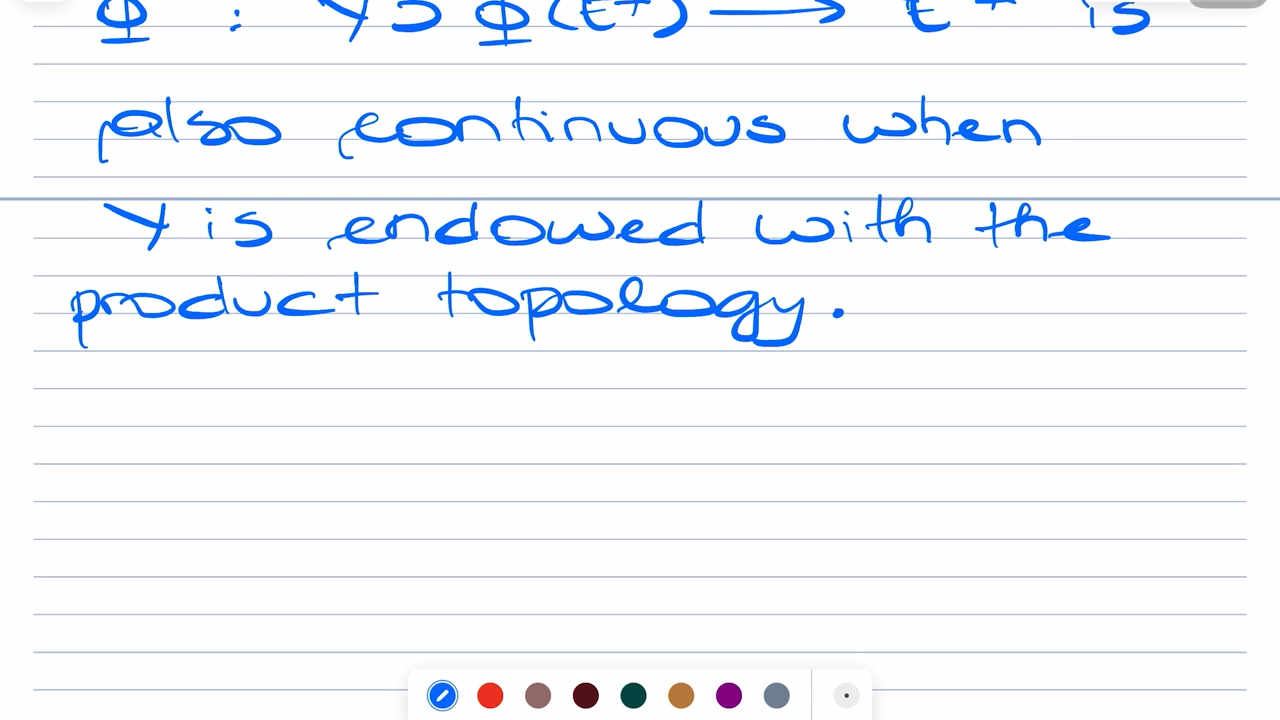 Φ : Y ⊃ Φ(E*) → E* is
also continuous when
Y is endowed with the
product topology.